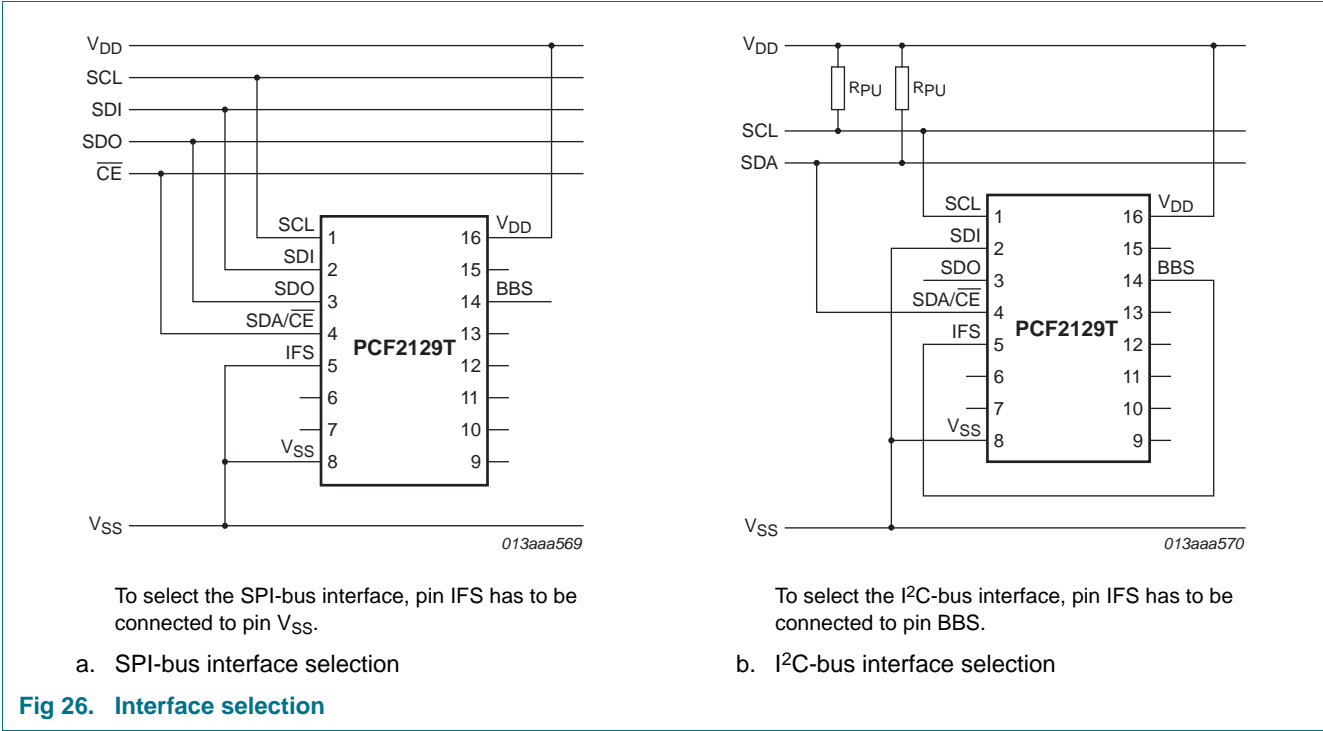 VDD
SCL
SDI
SDO
CE
SCL
SDI
SDO
SDA/CE
IFS
VSS
1
2
3
4
5
6
7
8
PCF2129T
16
15
14
13
12
11
10
9
VDD
BBS
VSS
013aaa569
To select the SPI-bus interface, pin IFS has to be
connected to pin VSS.
a. SPI-bus interface selection
VDD
RPU
RPU
SCL
SDA
SCL
SDI
SDO
SDA/CE
IFS
VSS
1
2
3
4
5
6
7
8
PCF2129T
16
15
14
13
12
11
10
9
VDD
BBS
VSS
013aaa570
To select the I2C-bus interface, pin IFS has to be
connected to pin BBS.
b. I2C-bus interface selection
Fig 26. Interface selection